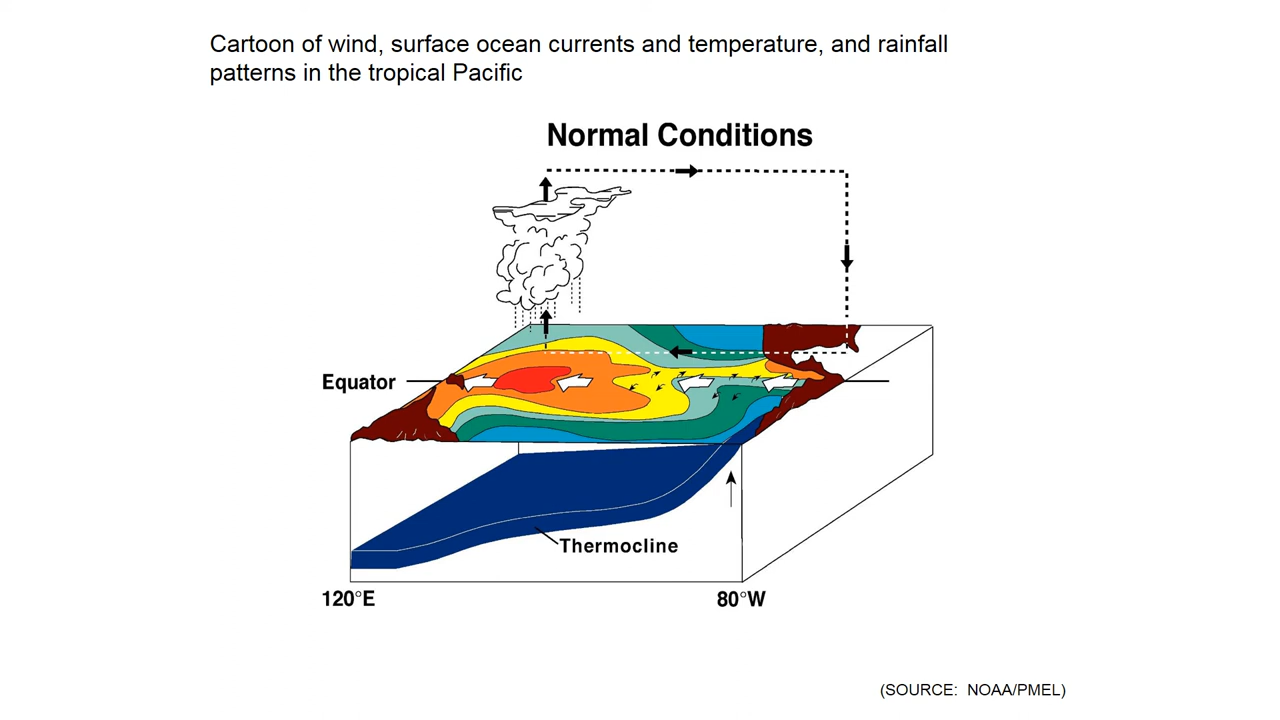 Cartoon of wind, surface ocean currents and temperature, and rainfall
patterns in the tropical Pacific
Normal Conditions
Equator
Thermocline
120°E
80°W
(SOURCE:  NOAA/PMEL)